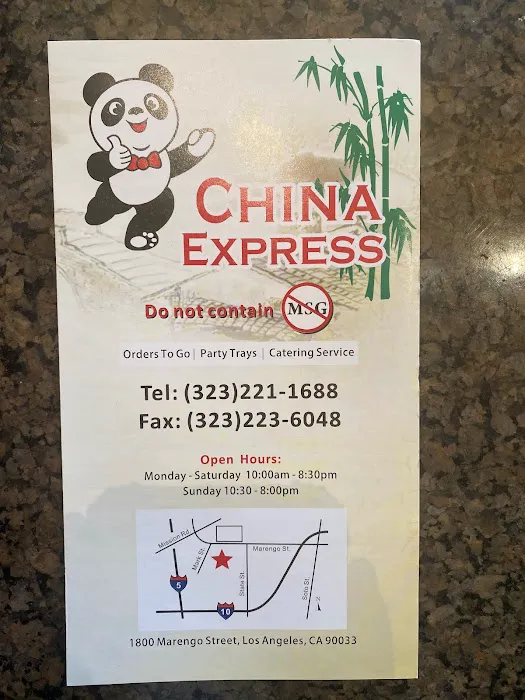 CHINA
EXPRESS
Do not contain MSG
Orders To Go | Party Trays | Catering Service
Tel: (323)221-1688
Fax: (323)223-6048
Open Hours:
Monday - Saturday 10:00am - 8:30pm
Sunday 10:30 - 8:00pm
Mission Rd.
Mark St.
Marengo St.
State St.
Soto St.
5
10
N
1800 Marengo Street, Los Angeles, CA 90033